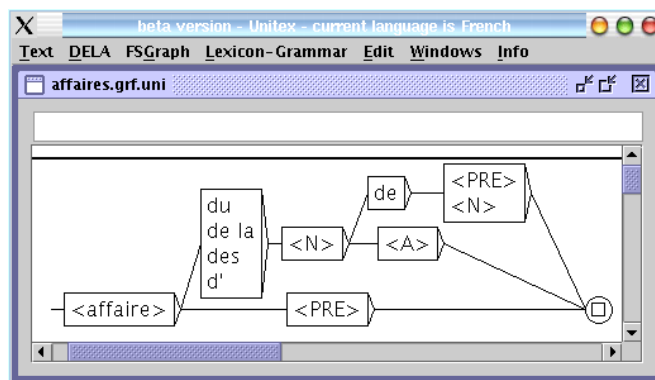 beta version - Unitex - current language is French
Text DELA FSGraph Lexicon-Grammar Edit Windows Info
affaires.grf.uni
du
de la
des
d'
<N>
de
<PRE>
<N>
<A>
<affaire>
<PRE>